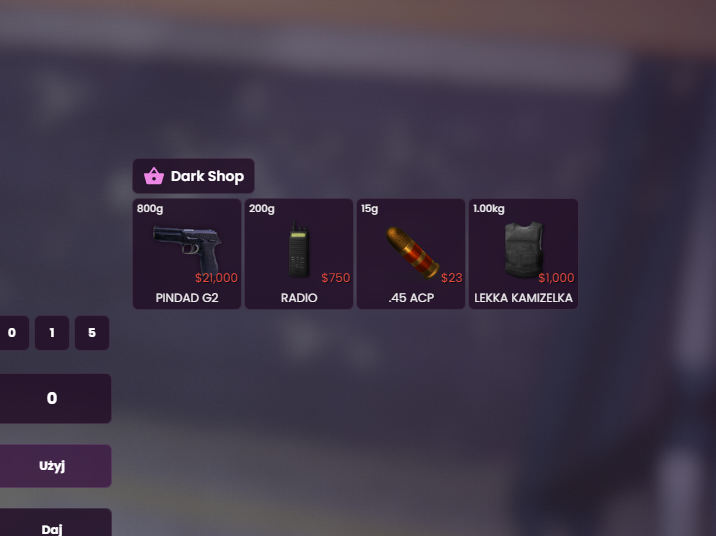 Dark Shop
800g
$21,000
PINDAD G2
200g
$750
RADIO
15g
$23
.45 ACP
1.00kg
$1,000
LEKKA KAMIZELKA
0 1 5
0
Użyj
Daj